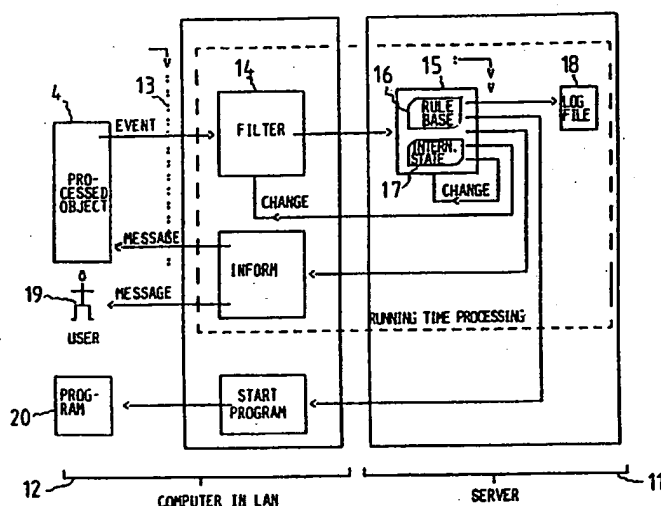 4
13
14
16
15
18
EVENT
FILTER
RULE
BASE
LOG
FILE
PRO-
CESSED
OBJECT
INTERN.
STATE
17
CHANGE
CHANGE
MESSAGE
INFORM
MESSAGE
19
USER
RUNNING TIME PROCESSING
20
PROG-
RAM
START
PROGRAM
12
COMPUTER IN LAN
SERVER
11